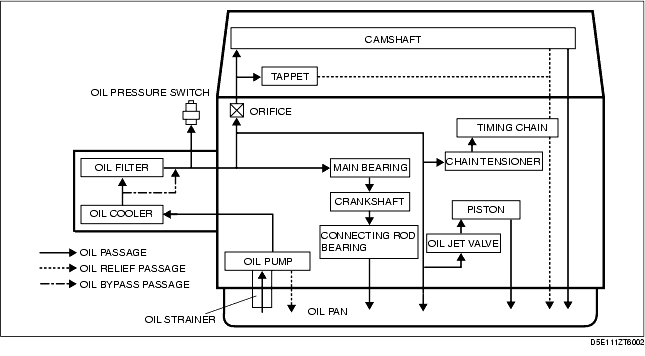 CAMSHAFT
TAPPET
OIL PRESSURE SWITCH
ORIFICE
TIMING CHAIN
OIL FILTER
MAIN BEARING
CHAIN TENSIONER
CRANKSHAFT
OIL COOLER
PISTON
CONNECTING ROD
BEARING
OIL JET VALVE
OIL PASSAGE
OIL PUMP
OIL RELIEF PASSAGE
OIL BYPASS PASSAGE
OIL STRAINER
OIL PAN
D5E111ZT6002